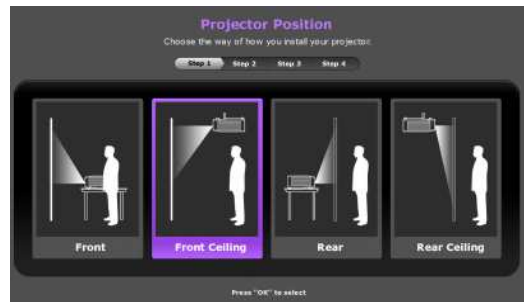 Projector Position
Choose the way of how you install your projector.
Step 1 Step 2 Step 3 Step 4
Front Front Ceiling Rear Rear Ceiling
Press "OK" to select